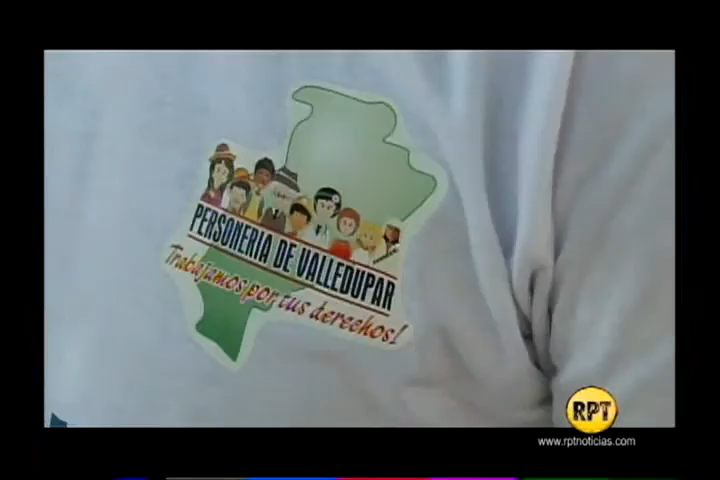 PERSONERIA DE VALLEDUPAR
Trabajamos por tus derechos!
RPT
www.rptnoticias.com